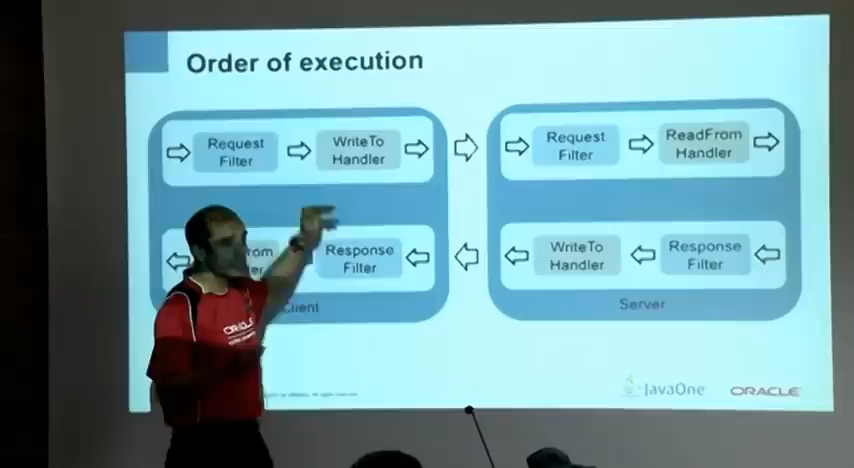 Order of execution
Request
Filter
WriteTo
Handler
Request
Filter
ReadFrom
Handler
Response
Filter
WriteTo
Handler
Response
Filter
Client
Server
JavaOne
ORACLE
ORACLE